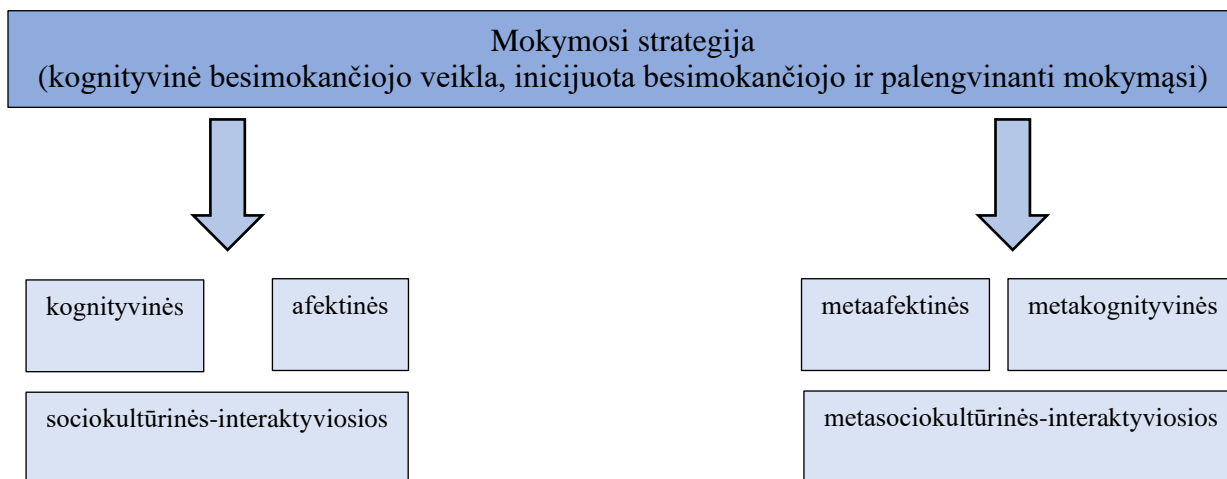 Mokymosi strategija
(kognityvinė besimokančiojo veikla, inicijuota besimokančiojo ir palengvinanti mokymąsi)
kognityvinės
afektinės
metaafektinės
metakognityvinės
sociokultūrinės-interaktyviosios
metasociokultūrinės-interaktyviosios